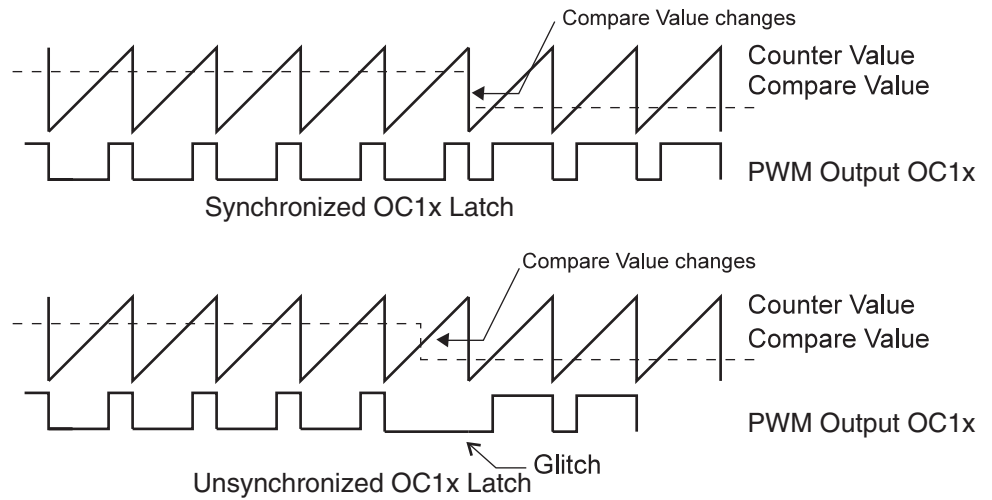 Compare Value changes
Counter Value
Compare Value
PWM Output OC1x
Synchronized OC1x Latch
Compare Value changes
Counter Value
Compare Value
PWM Output OC1x
Glitch
Unsynchronized OC1x Latch